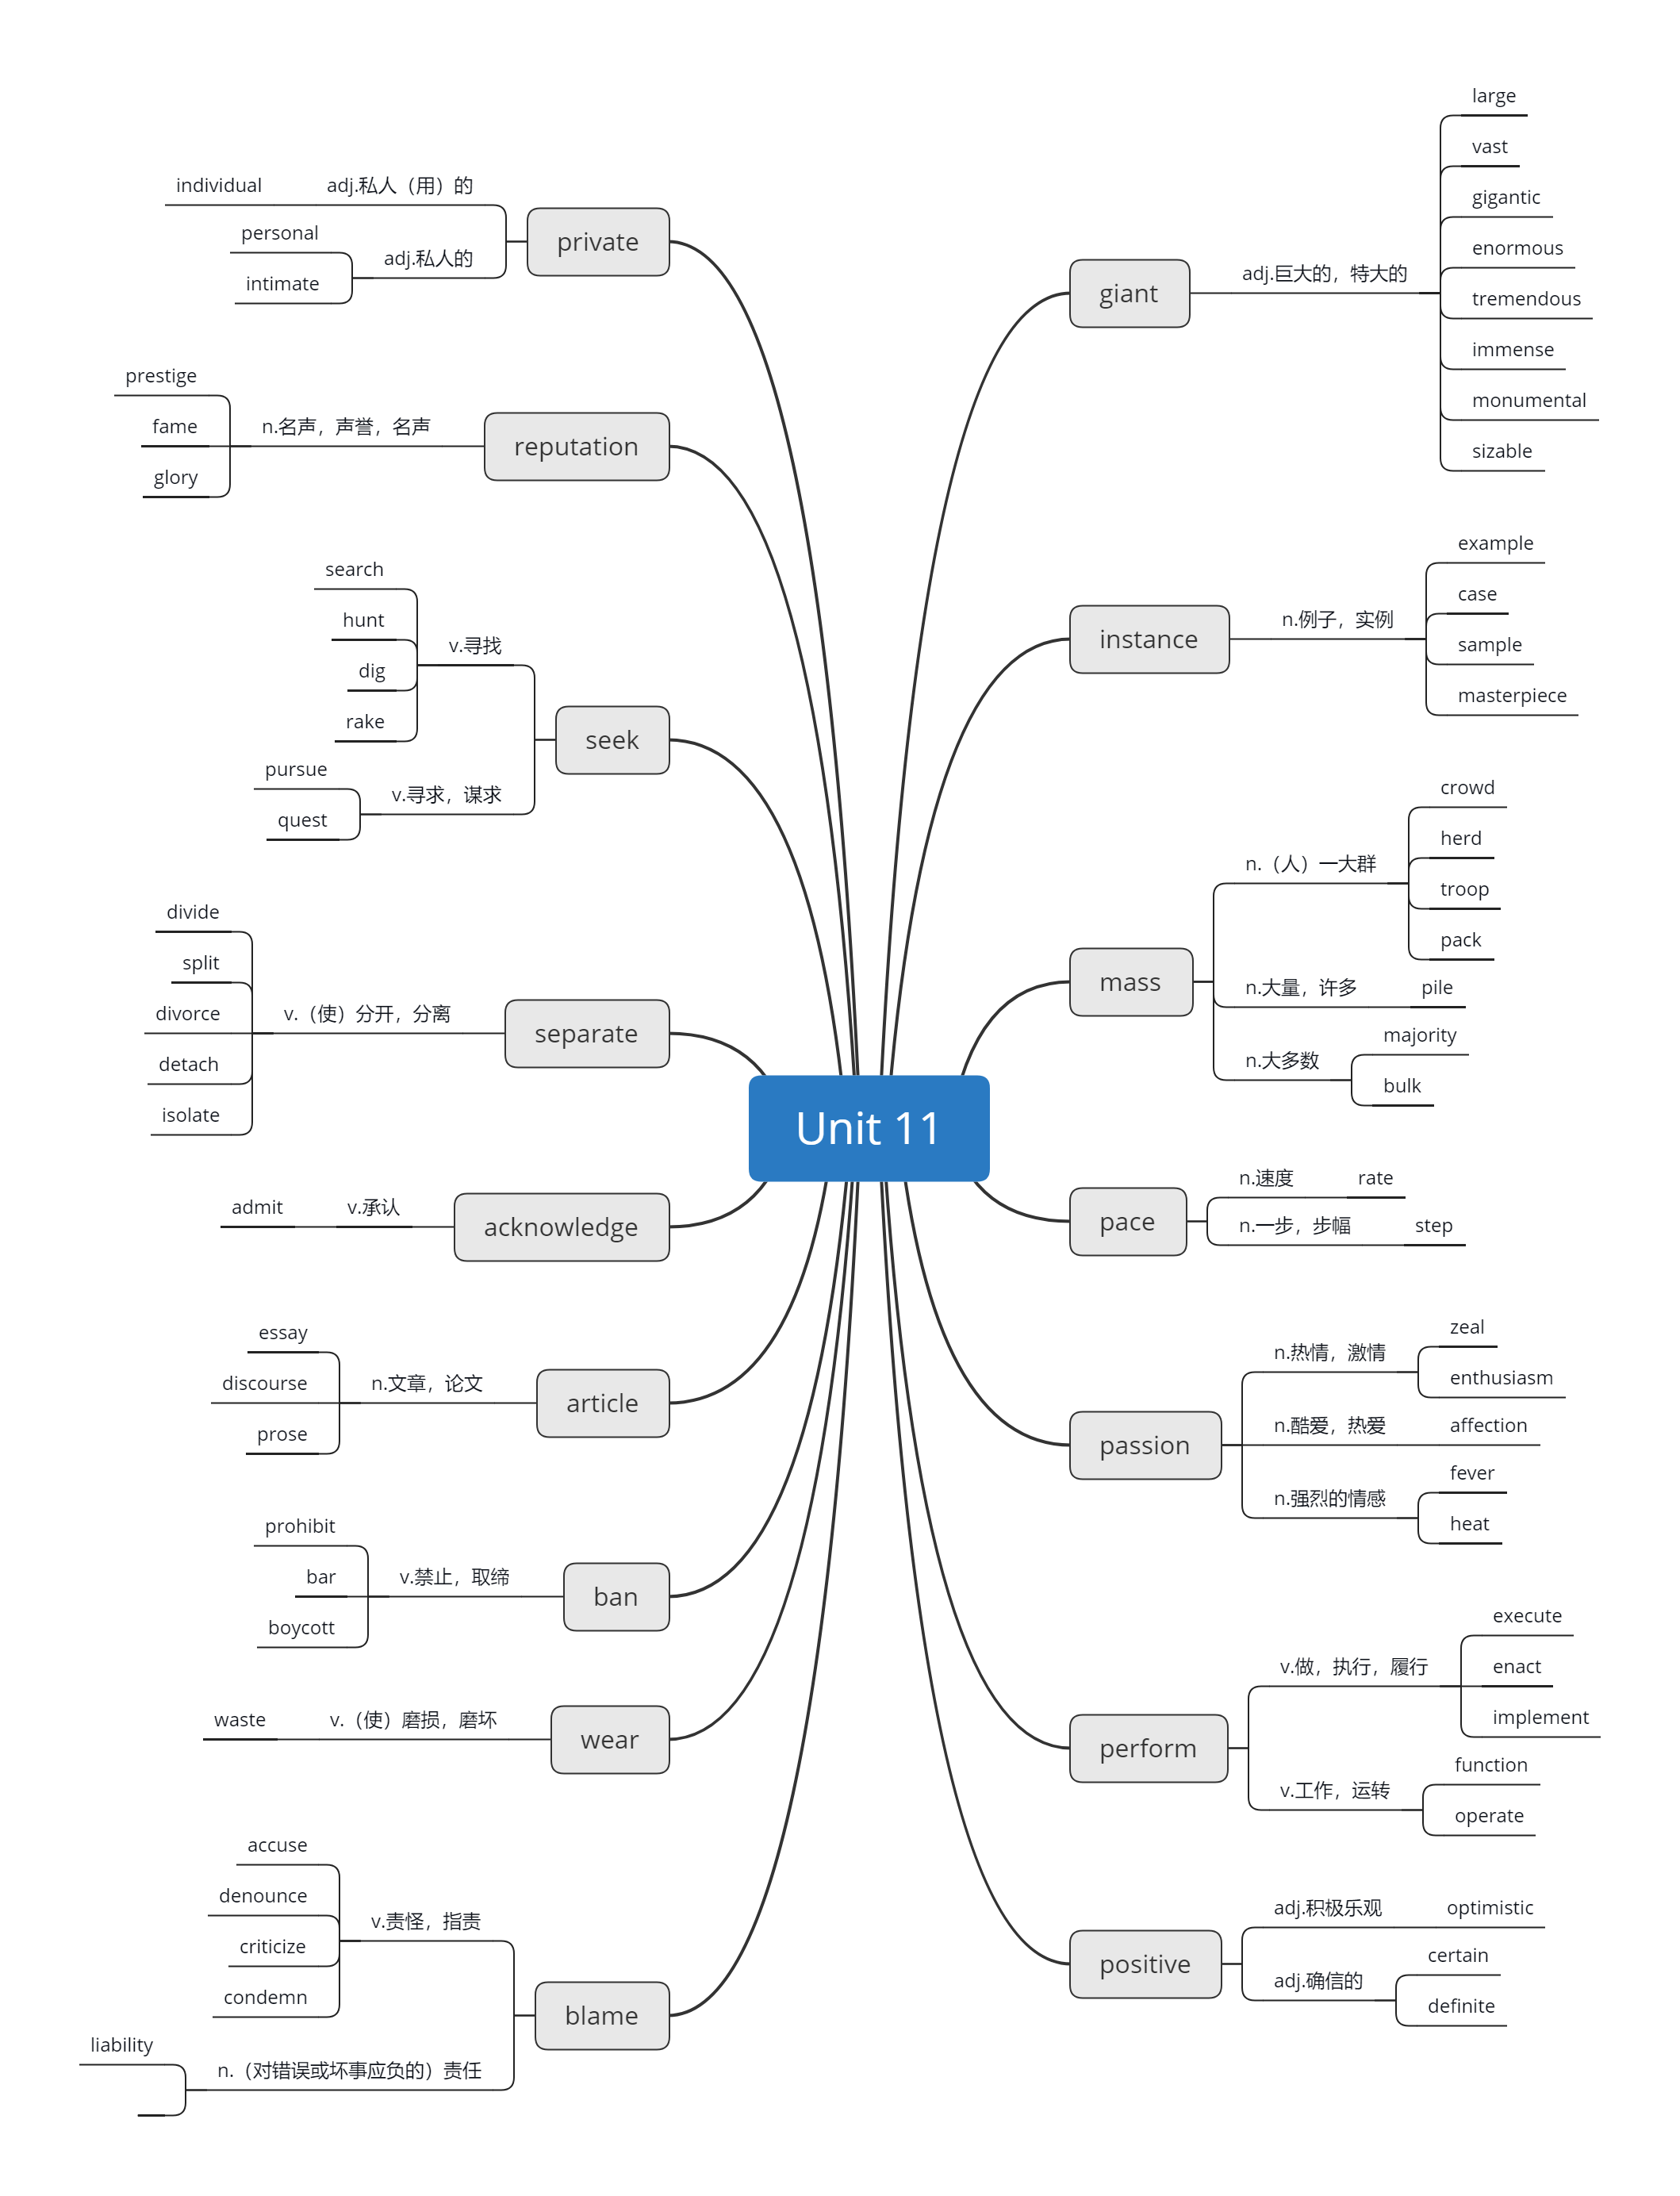 Unit 11
giant
adj.巨大的，特大的
large
vast
gigantic
enormous
tremendous
immense
monumental
sizable
instance
n.例子，实例
example
case
sample
masterpiece
mass
n.（人）一大群
crowd
herd
troop
pack
n.大量，许多
pile
n.大多数
majority
bulk
pace
n.速度
rate
n.一步，步幅
step
passion
n.热情，激情
zeal
enthusiasm
n.酷爱，热爱
affection
n.强烈的情感
fever
heat
perform
v.做，执行，履行
execute
enact
implement
v.工作，运转
function
operate
positive
adj.积极乐观
optimistic
adj.确信的
certain
definite
private
adj.私人（用）的
individual
adj.私人的
personal
intimate
reputation
n.名声，声誉，名声
prestige
fame
glory
seek
v.寻找
search
hunt
dig
rake
v.寻求，谋求
pursue
quest
separate
v.（使）分开，分离
divide
split
divorce
detach
isolate
acknowledge
v.承认
admit
article
n.文章，论文
essay
discourse
prose
ban
v.禁止，取缔
prohibit
bar
boycott
wear
v.（使）磨损，磨坏
waste
blame
v.责怪，指责
accuse
denounce
criticize
condemn
n.（对错误或坏事应负的）责任
liability